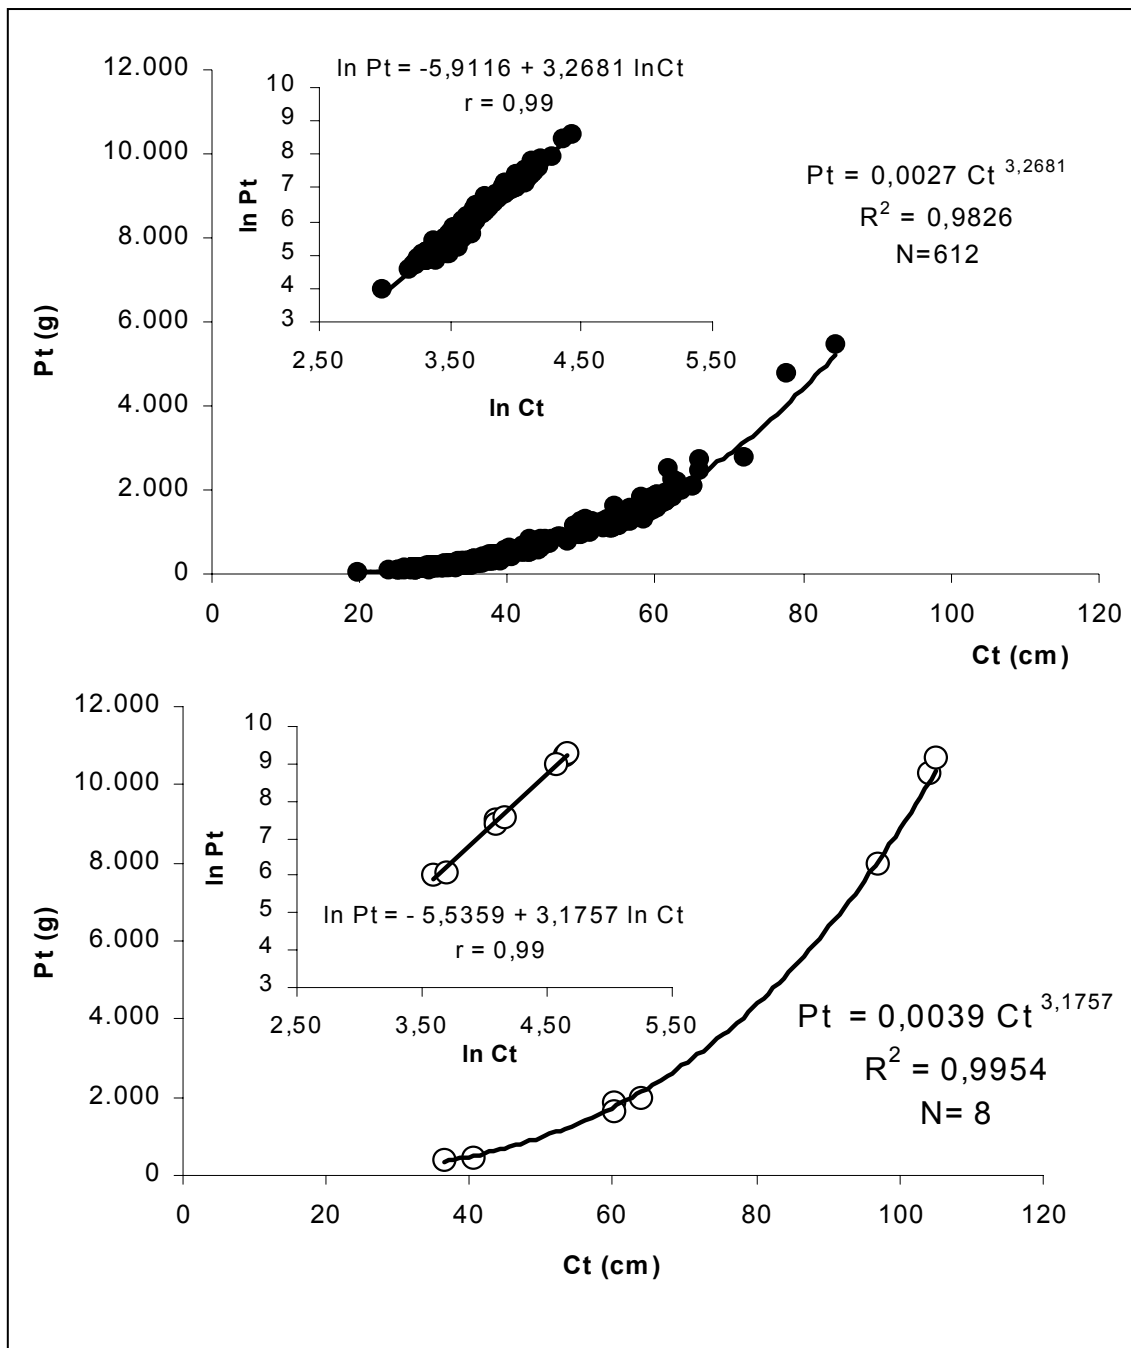 12.000
10.000
8.000
6.000
4.000
2.000
0
Pt (g)
0 20 40 60 80 100 120
Ct (cm)
ln Pt = -5,9116 + 3,2681 lnCt
r = 0,99
10
9
8
7
6
5
4
3
ln Pt
2,50 3,50 4,50 5,50
ln Ct
Pt = 0,0027 Ct 3,2681
R2 = 0,9826
N=612
12.000
10.000
8.000
6.000
4.000
2.000
0
Pt (g)
0 20 40 60 80 100 120
Ct (cm)
10
9
8
7
6
5
4
3
ln Pt
ln Pt = - 5,5359 + 3,1757 ln Ct
r = 0,99
2,50 3,50 4,50 5,50
ln Ct
Pt = 0,0039 Ct 3,1757
R2 = 0,9954
N= 8